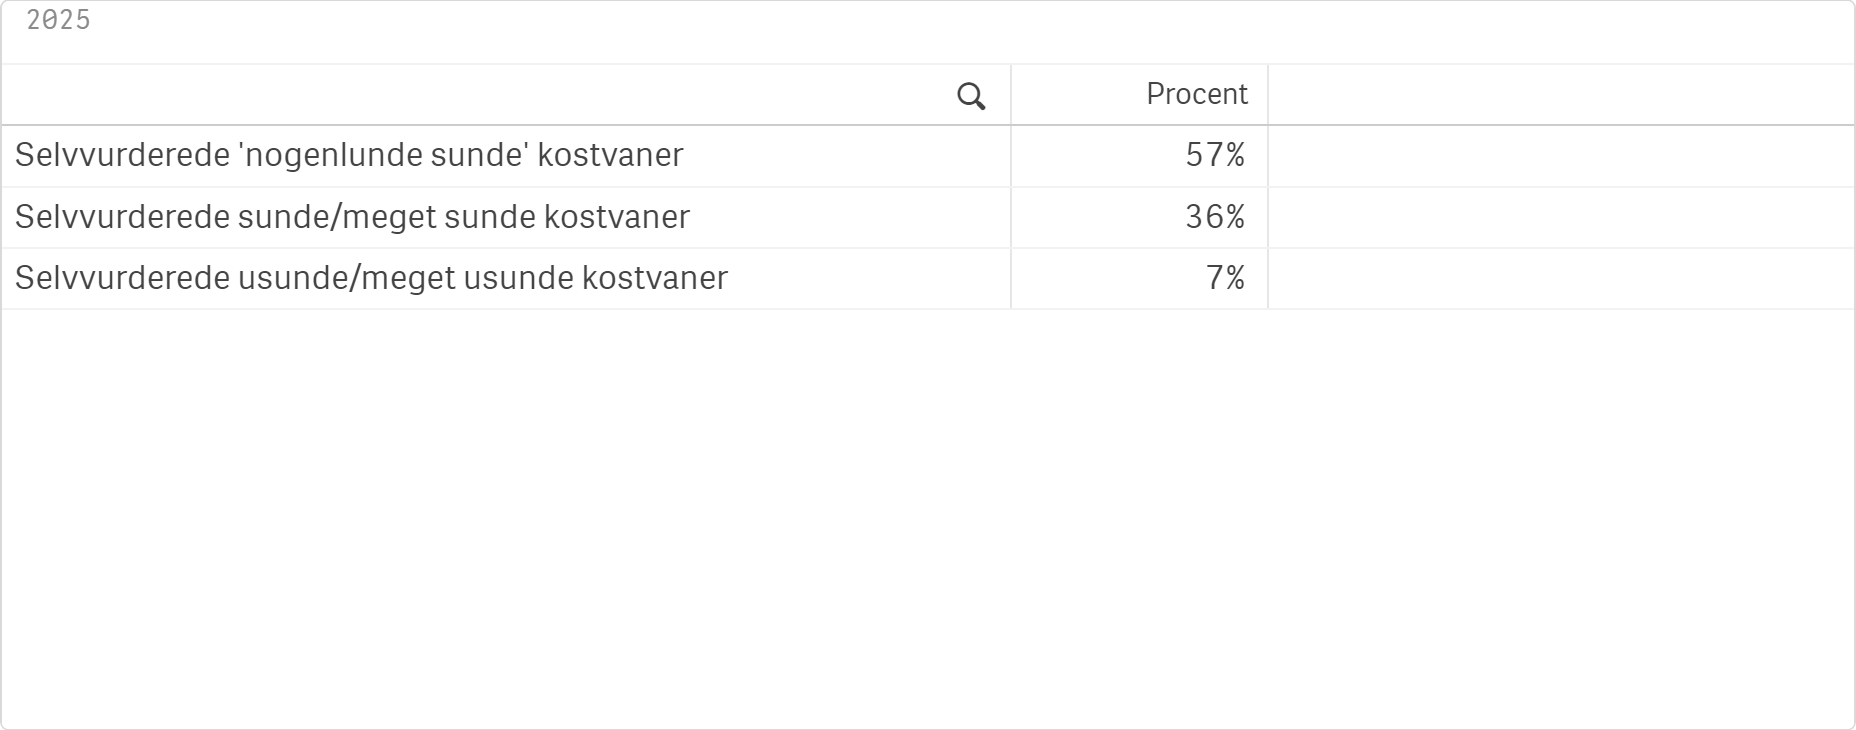 2025
Procent
Selvvurderede 'nogenlunde sunde' kostvaner 57%
Selvvurderede sunde/meget sunde kostvaner 36%
Selvvurderede usunde/meget usunde kostvaner 7%